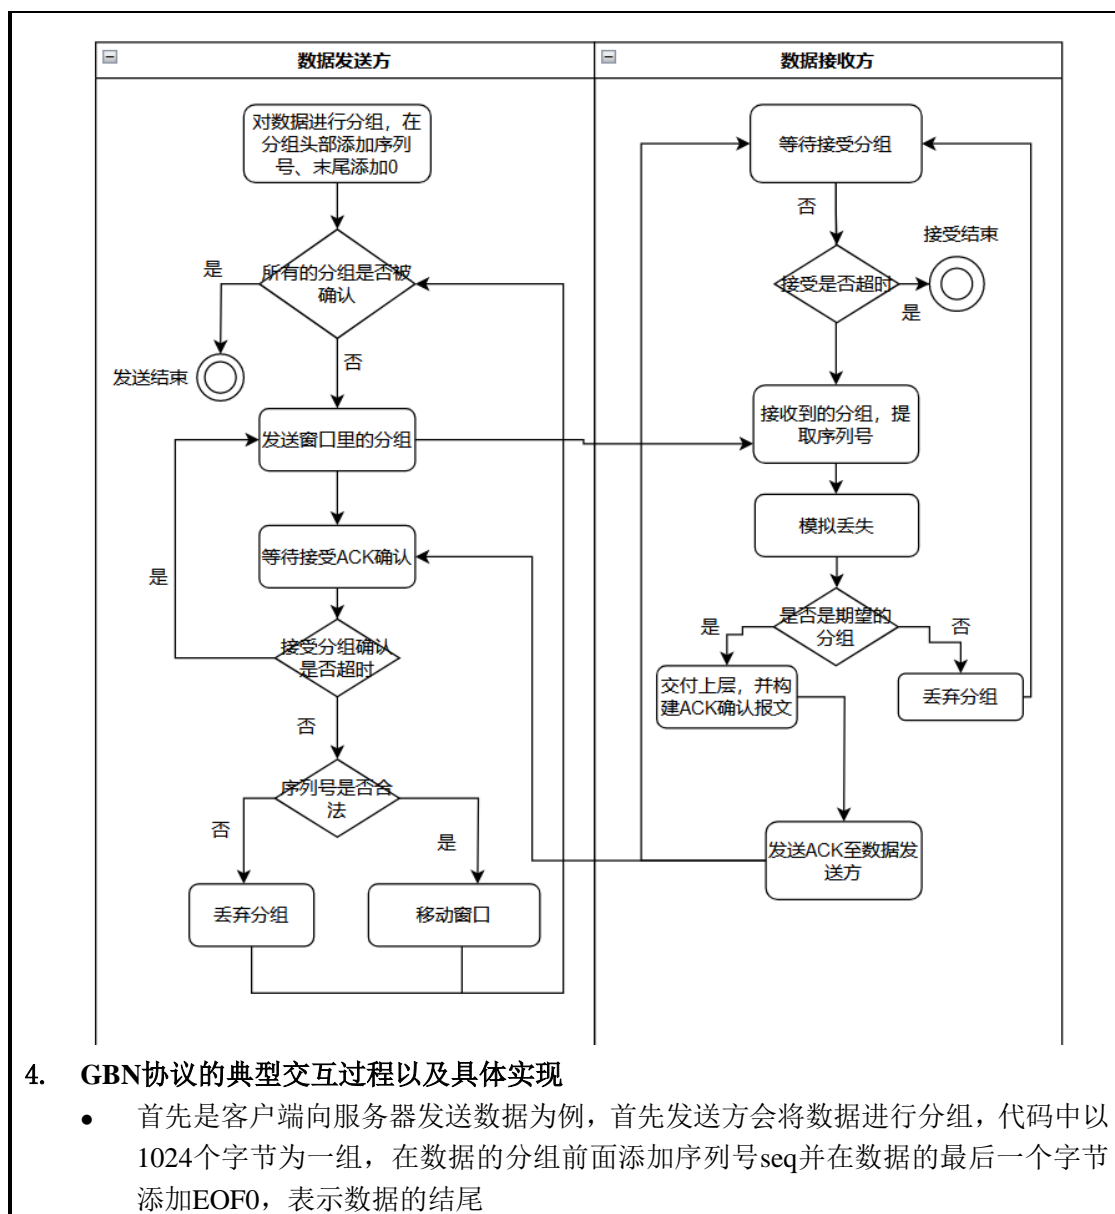 数据发送方
数据接收方
对数据进行分组，在
分组头部添加序列
号、末尾添加0
所有的分组是否被
确认
是
否
发送结束
发送窗口里的分组
等待接受ACK确认
是
接受分组确认
是否超时
否
序列号是否合
法
否
是
丢弃分组
移动窗口
等待接受分组
否
接受结束
接受是否超时
是
接收到的分组，提
取序列号
模拟丢失
是否是期望的
分组
是
否
交付上层，并构
建ACK确认报文
丢弃分组
发送ACK至数据发
送方
4. GBN协议的典型交互过程以及具体实现
● 首先是客户端向服务器发送数据为例，首先发送方会将数据进行分组，代码中以
1024个字节为一组，在数据的分组前面添加序列号seq并在数据的最后一个字节
添加EOF0，表示数据的结尾